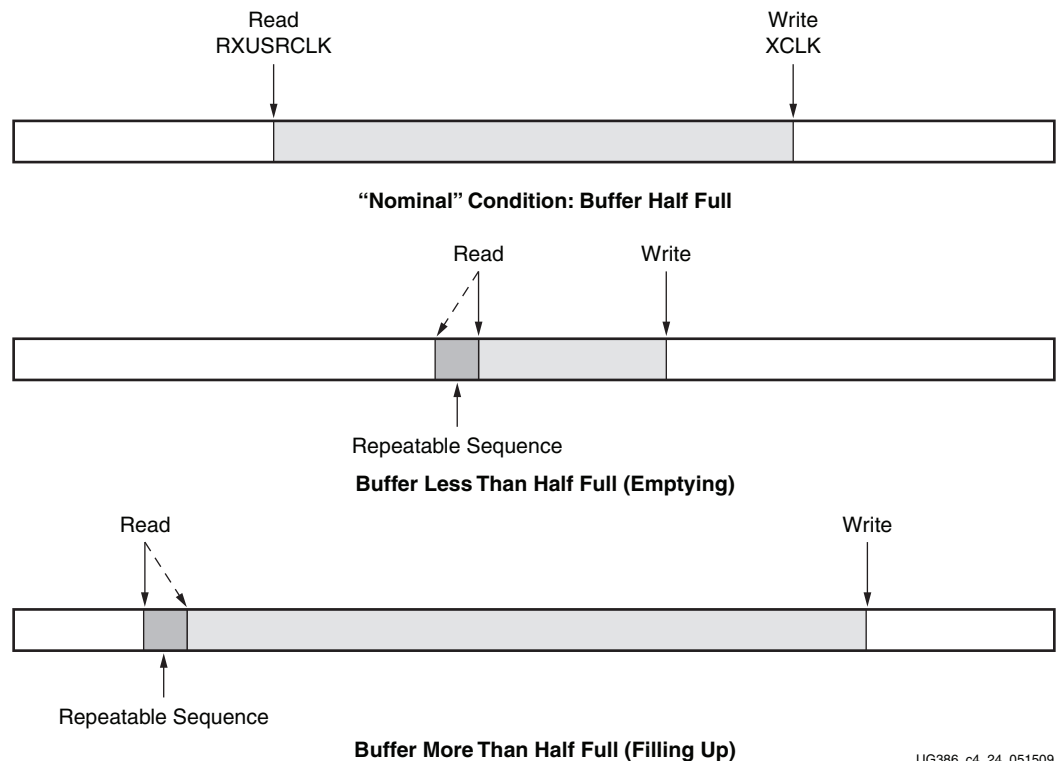 Read
RXUSRCLK
Write
XCLK
“Nominal” Condition: Buffer Half Full
Read
Write
Repeatable Sequence
Buffer Less Than Half Full (Emptying)
Read
Write
Repeatable Sequence
Buffer More Than Half Full (Filling Up)
UG386_c4_24_051509